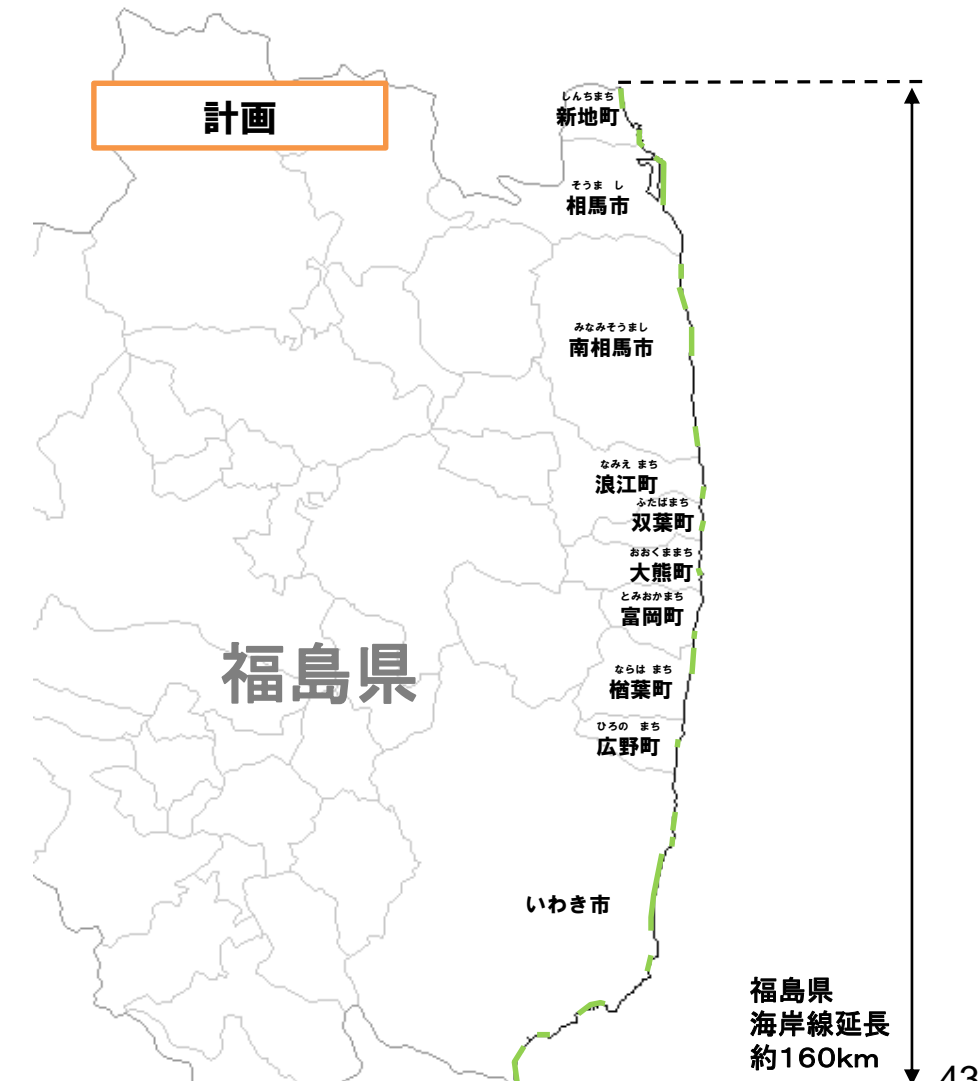 計画
しんちまち
新地町
そうま し
相馬市
みなみそうまし
南相馬市
なみえ まち
浪江町
ふたばまち
双葉町
おおくままち
大熊町
とみおかまち
富岡町
福島県
ならは まち
楢葉町
ひろの まち
広野町
いわき市
福島県
海岸線延長
約160km
43